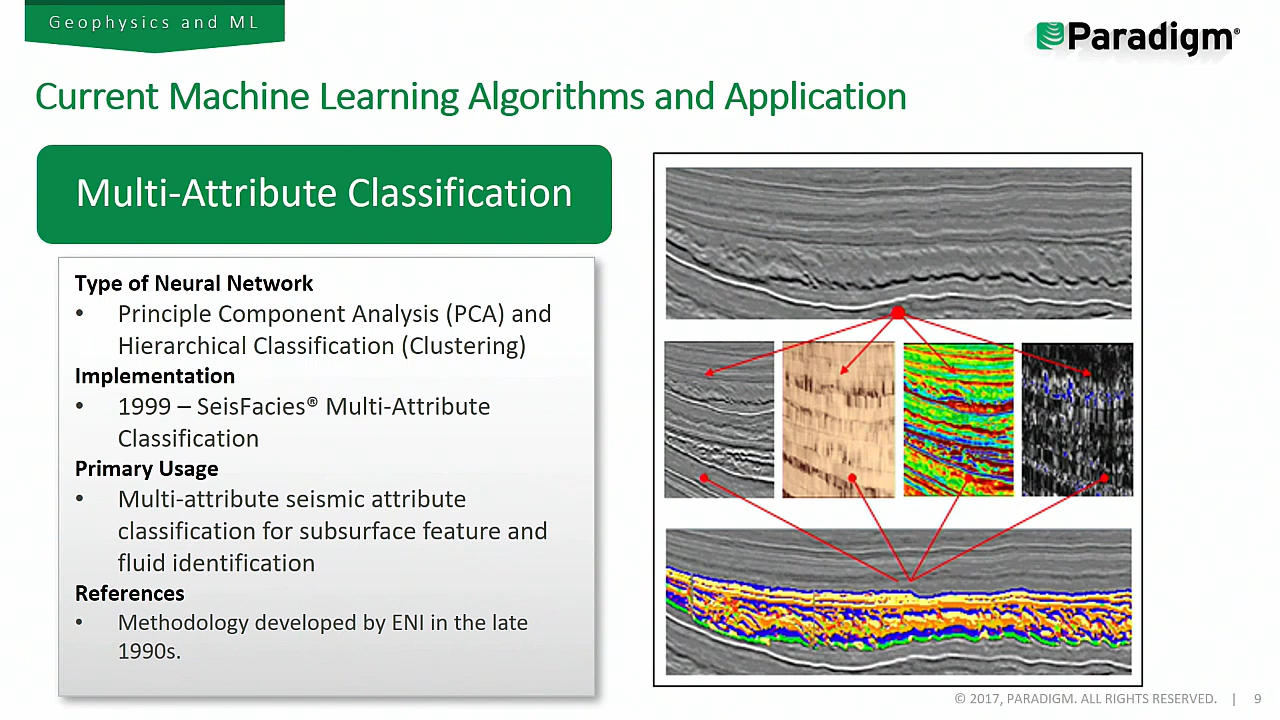 Geophysics and ML
Paradigm®
Current Machine Learning Algorithms and Application
Multi-Attribute Classification
Type of Neural Network
• Principle Component Analysis (PCA) and
Hierarchical Classification (Clustering)
Implementation
• 1999 – SeisFacies® Multi-Attribute
Classification
Primary Usage
• Multi-attribute seismic attribute
classification for subsurface feature and
fluid identification
References
• Methodology developed by ENI in the late
1990s.
© 2017, PARADIGM. ALL RIGHTS RESERVED. | 9